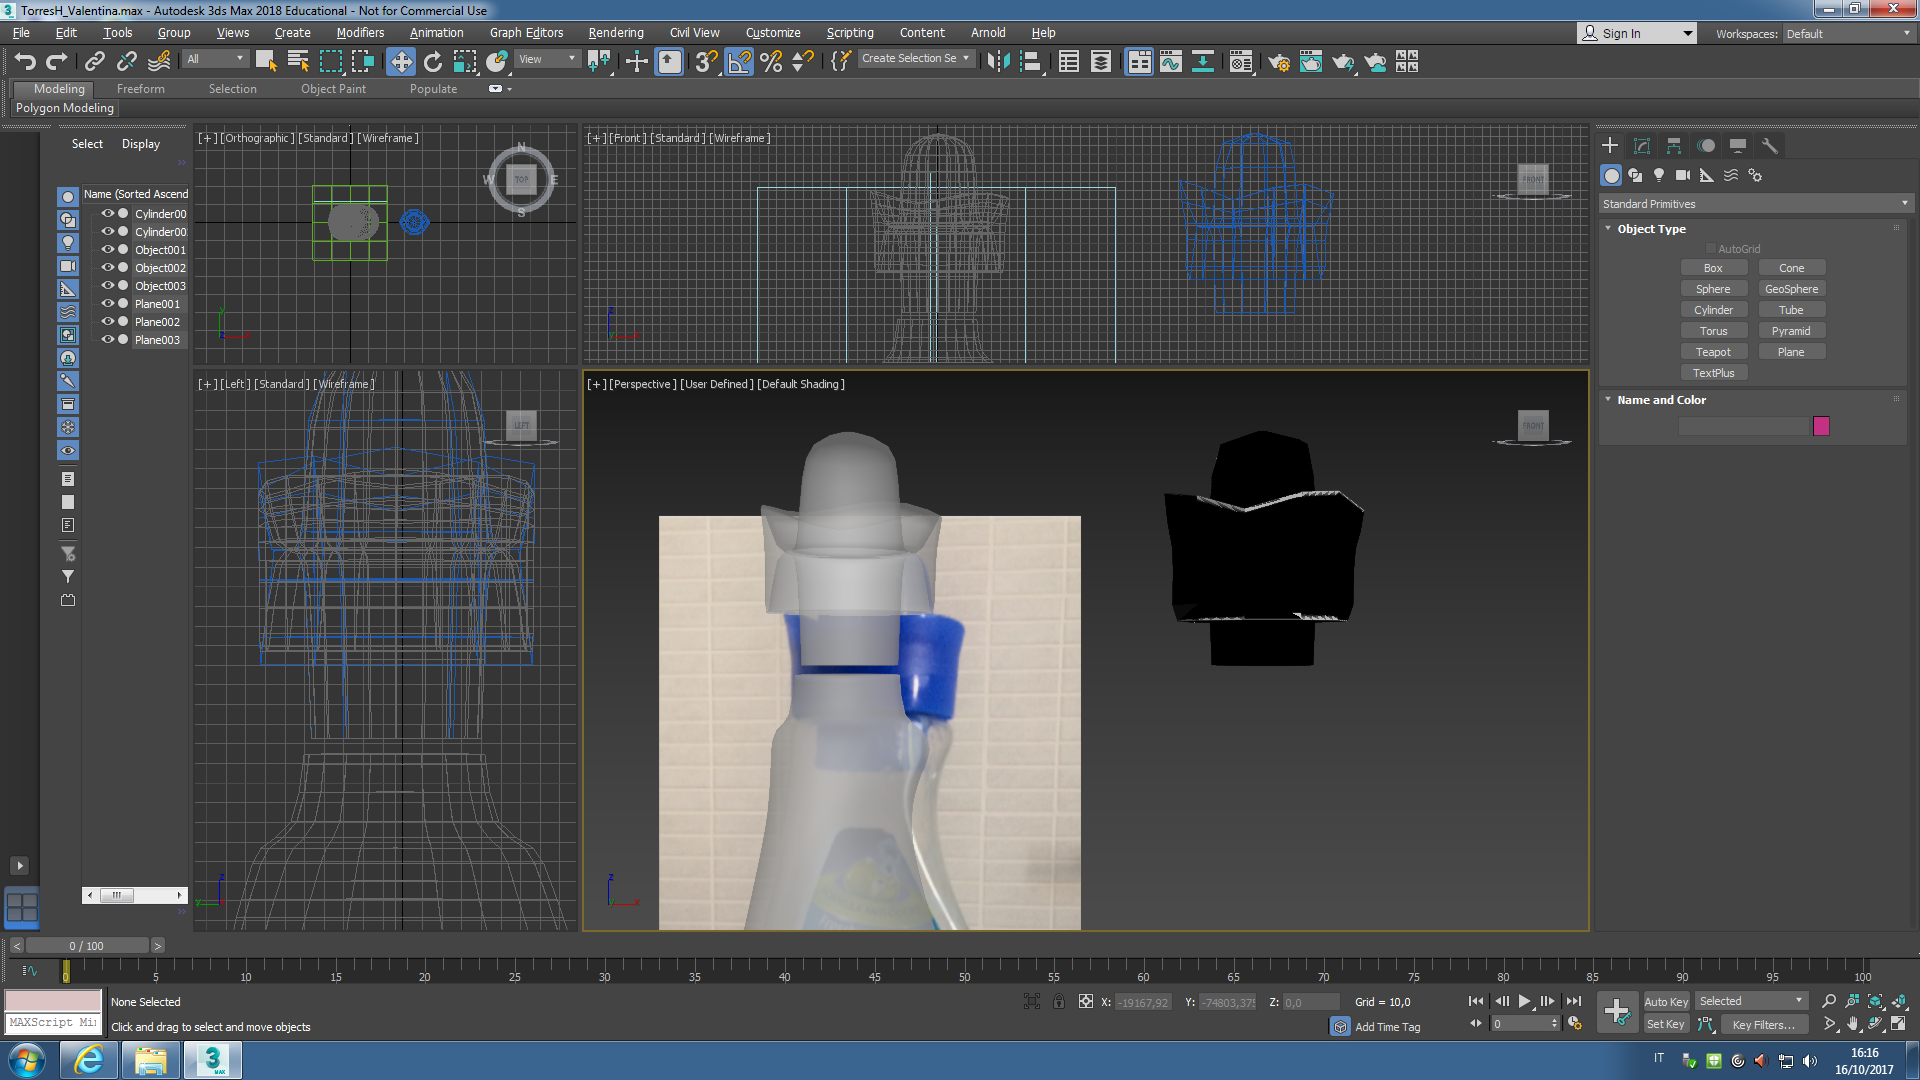 TorresH_Valentina.max - Autodesk 3ds Max 2018 Educational - Not for Commercial Use
File Edit Tools Group Views Create Modifiers Animation Graph Editors Rendering Civil View Customize Scripting Content Arnold Help
Sign In
Workspaces: Default
All
View
Create Selection Se
Modeling Freeform Selection Object Paint Populate
Polygon Modeling
Select Display
Name (Sorted Ascend
Cylinder00
Cylinder00
Object001
Object002
Object003
Plane001
Plane002
Plane003
[+] [Orthographic] [Standard] [Wireframe]
N
W TOP E
S
[+] [Front] [Standard] [Wireframe]
FRONT
[+] [Left] [Standard] [Wireframe]
LEFT
[+] [Perspective] [User Defined] [Default Shading]
FRONT
Standard Primitives
Object Type
AutoGrid
Box Cone
Sphere GeoSphere
Cylinder Tube
Torus Pyramid
Teapot Plane
TextPlus
Name and Color
0 / 100
0 5 10 15 20 25 30 35 40 45 50 55 60 65 70 75 80 85 90 95 100
None Selected
Click and drag to select and move objects
MAXScript Mi
X: -19167,92 Y: -74803,375 Z: 0,0 Grid = 10,0
Add Time Tag
0
Auto Key Selected
Set Key Key Filters...
IT
16:16
16/10/2017